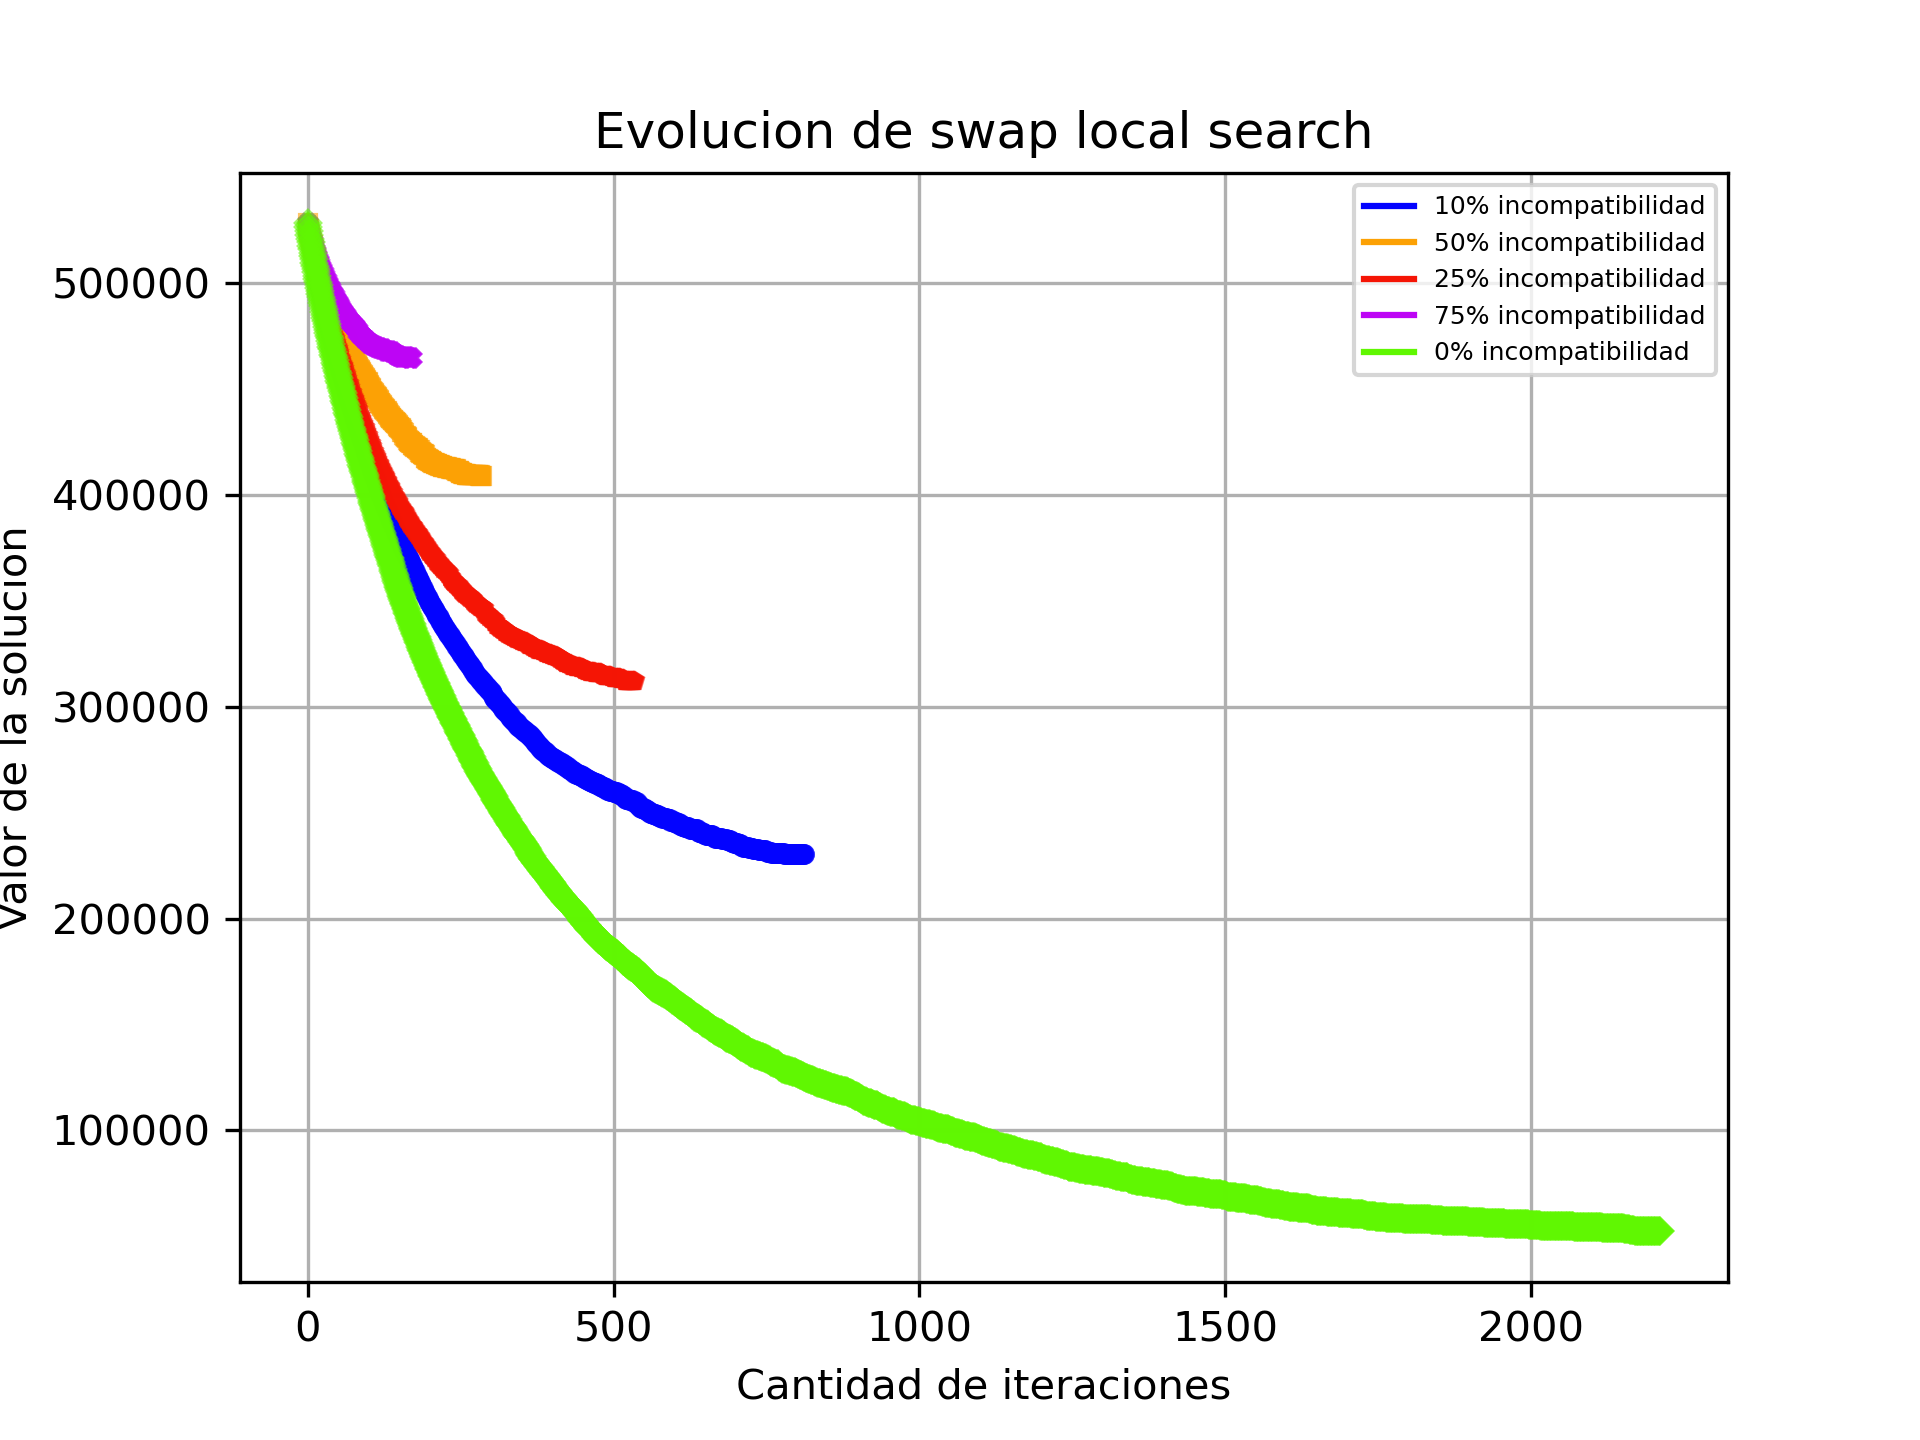 Evolucion de swap local search
10% incompatibilidad
50% incompatibilidad
25% incompatibilidad
75% incompatibilidad
0% incompatibilidad
500000
400000
300000
200000
100000
Valor de la solucion
0 500 1000 1500 2000
Cantidad de iteraciones